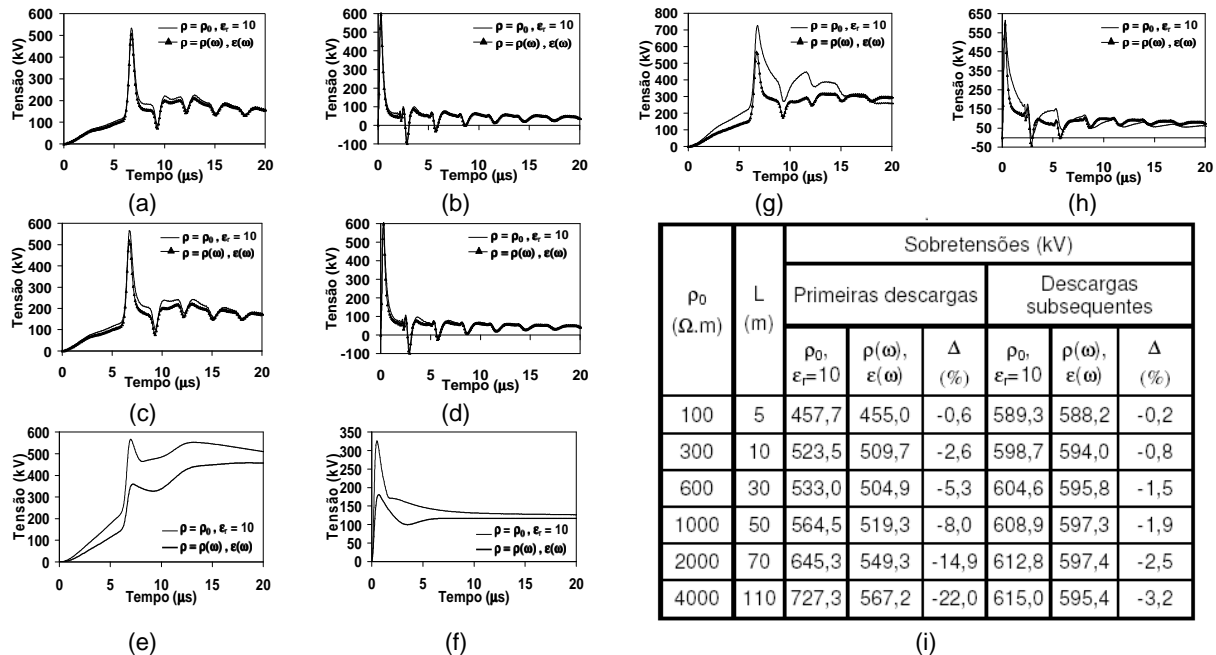 Tensão (kV)
600
500
400
300
200
100
0
ρ = ρ₀ , εᵣ = 10
ρ = ρ(ω) , ε(ω)
0 5 10 15 20
Tempo (µs)
(a)
Tensão (kV)
600
500
400
300
200
100
0
-100
ρ = ρ₀ , εᵣ = 10
ρ = ρ(ω) , ε(ω)
0 5 10 15 20
Tempo (µs)
(b)
Tensão (kV)
800
700
600
500
400
300
200
100
0
ρ = ρ₀ , εᵣ = 10
ρ = ρ(ω) , ε(ω)
0 5 10 15 20
Tempo (µs)
(g)
Tensão (kV)
650
550
450
350
250
150
50
-50
ρ = ρ₀ , εᵣ = 10
ρ = ρ(ω) , ε(ω)
0 5 10 15 20
Tempo (µs)
(h)
Tensão (kV)
600
500
400
300
200
100
0
ρ = ρ₀ , εᵣ = 10
ρ = ρ(ω) , ε(ω)
0 5 10 15 20
Tempo (µs)
(c)
Tensão (kV)
600
500
400
300
200
100
0
-100
ρ = ρ₀ , εᵣ = 10
ρ = ρ(ω) , ε(ω)
0 5 10 15 20
Tempo (µs)
(d)
Tensão (kV)
600
500
400
300
200
100
0
ρ = ρ₀ , εᵣ = 10
ρ = ρ(ω) , ε(ω)
0 5 10 15 20
Tempo (µs)
(e)
Tensão (kV)
350
300
250
200
150
100
50
0
ρ = ρ₀ , εᵣ = 10
ρ = ρ(ω) , ε(ω)
0 5 10 15 20
Tempo (µs)
(f)
ρ₀
(Ω.m)
L
(m)
Sobretensões (kV)
Primeiras descargas
Descargas
subsequentes
ρ₀, ρ(ω), Δ ρ₀, ρ(ω), Δ
εᵣ=10 ε(ω) (%) εᵣ=10 ε(ω) (%)
100 5 457,7 455,0 -0,6 589,3 588,2 -0,2
300 10 523,5 509,7 -2,6 598,7 594,0 -0,8
600 30 533,0 504,9 -5,3 604,6 595,8 -1,5
1000 50 564,5 519,3 -8,0 608,9 597,3 -1,9
2000 70 645,3 549,3 -14,9 612,8 597,4 -2,5
4000 110 727,3 567,2 -22,0 615,0 595,4 -3,2
(i)